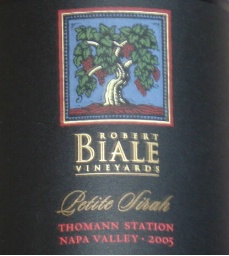 ROBERT
BIALE
VINEYARDS
Petite Sirah
THOMANN STATION
NAPA VALLEY • 2005